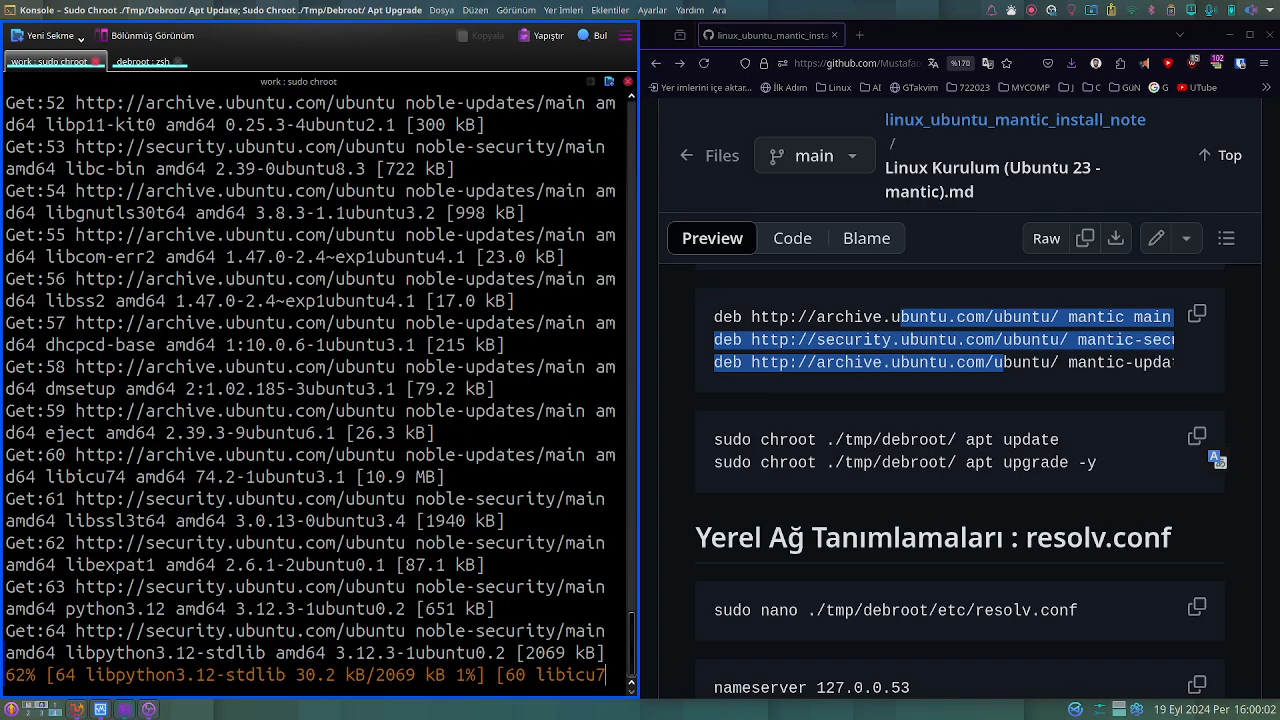 Konsole – Sudo Chroot ./Tmp/Debroot/ Apt Update; Sudo Chroot ./Tmp/Debroot/ Apt Upgrade Dosya Düzen Görünüm Yer İmleri Eklentiler Ayarlar Yardım Ara
Yeni Sekme Bölünmüş Görünüm Kopyala Yapıştır Bul
work : sudo chroot debroot : zsh
work : sudo chroot
Get:52 http://archive.ubuntu.com/ubuntu noble-updates/main am
d64 libp11-kit0 amd64 0.25.3-4ubuntu2.1 [300 kB]
Get:53 http://security.ubuntu.com/ubuntu noble-security/main
amd64 libc-bin amd64 2.39-0ubuntu8.3 [722 kB]
Get:54 http://archive.ubuntu.com/ubuntu noble-updates/main am
d64 libgnutls30t64 amd64 3.8.3-1.1ubuntu3.2 [998 kB]
Get:55 http://archive.ubuntu.com/ubuntu noble-updates/main am
d64 libcom-err2 amd64 1.47.0-2.4~exp1ubuntu4.1 [23.0 kB]
Get:56 http://archive.ubuntu.com/ubuntu noble-updates/main am
d64 libss2 amd64 1.47.0-2.4~exp1ubuntu4.1 [17.0 kB]
Get:57 http://archive.ubuntu.com/ubuntu noble-updates/main am
d64 dhcpcd-base amd64 1:10.0.6-1ubuntu3.1 [215 kB]
Get:58 http://archive.ubuntu.com/ubuntu noble-updates/main am
d64 dmsetup amd64 2:1.02.185-3ubuntu3.1 [79.2 kB]
Get:59 http://archive.ubuntu.com/ubuntu noble-updates/main am
d64 eject amd64 2.39.3-9ubuntu6.1 [26.3 kB]
Get:60 http://archive.ubuntu.com/ubuntu noble-updates/main am
d64 libicu74 amd64 74.2-1ubuntu3.1 [10.9 MB]
Get:61 http://security.ubuntu.com/ubuntu noble-security/main
amd64 libssl3t64 amd64 3.0.13-0ubuntu3.4 [1940 kB]
Get:62 http://security.ubuntu.com/ubuntu noble-security/main
amd64 libexpat1 amd64 2.6.1-2ubuntu0.1 [87.1 kB]
Get:63 http://security.ubuntu.com/ubuntu noble-security/main
amd64 python3.12 amd64 3.12.3-1ubuntu0.2 [651 kB]
Get:64 http://security.ubuntu.com/ubuntu noble-security/main
amd64 libpython3.12-stdlib amd64 3.12.3-1ubuntu0.2 [2069 kB]
62% [64 libpython3.12-stdlib 30.2 kB/2069 kB 1%] [60 libicu7
linux_ubuntu_mantic_insta
https://github.com/Mustafao %170
Yer imlerini içe aktar... İlk Adım Linux AI GTakvim 722023 MYCOMP J C GüN G UTube
linux_ubuntu_mantic_install_note
/
Files main Linux Kurulum (Ubuntu 23 - Top
mantic).md
Preview Code Blame Raw
deb http://archive.ubuntu.com/ubuntu/ mantic main
deb http://security.ubuntu.com/ubuntu/ mantic-secu
deb http://archive.ubuntu.com/ubuntu/ mantic-updat
sudo chroot ./tmp/debroot/ apt update
sudo chroot ./tmp/debroot/ apt upgrade -y
Yerel Ağ Tanımlamaları : resolv.conf
sudo nano ./tmp/debroot/etc/resolv.conf
nameserver 127.0.0.53
19 Eyl 2024 Per 16:00:02